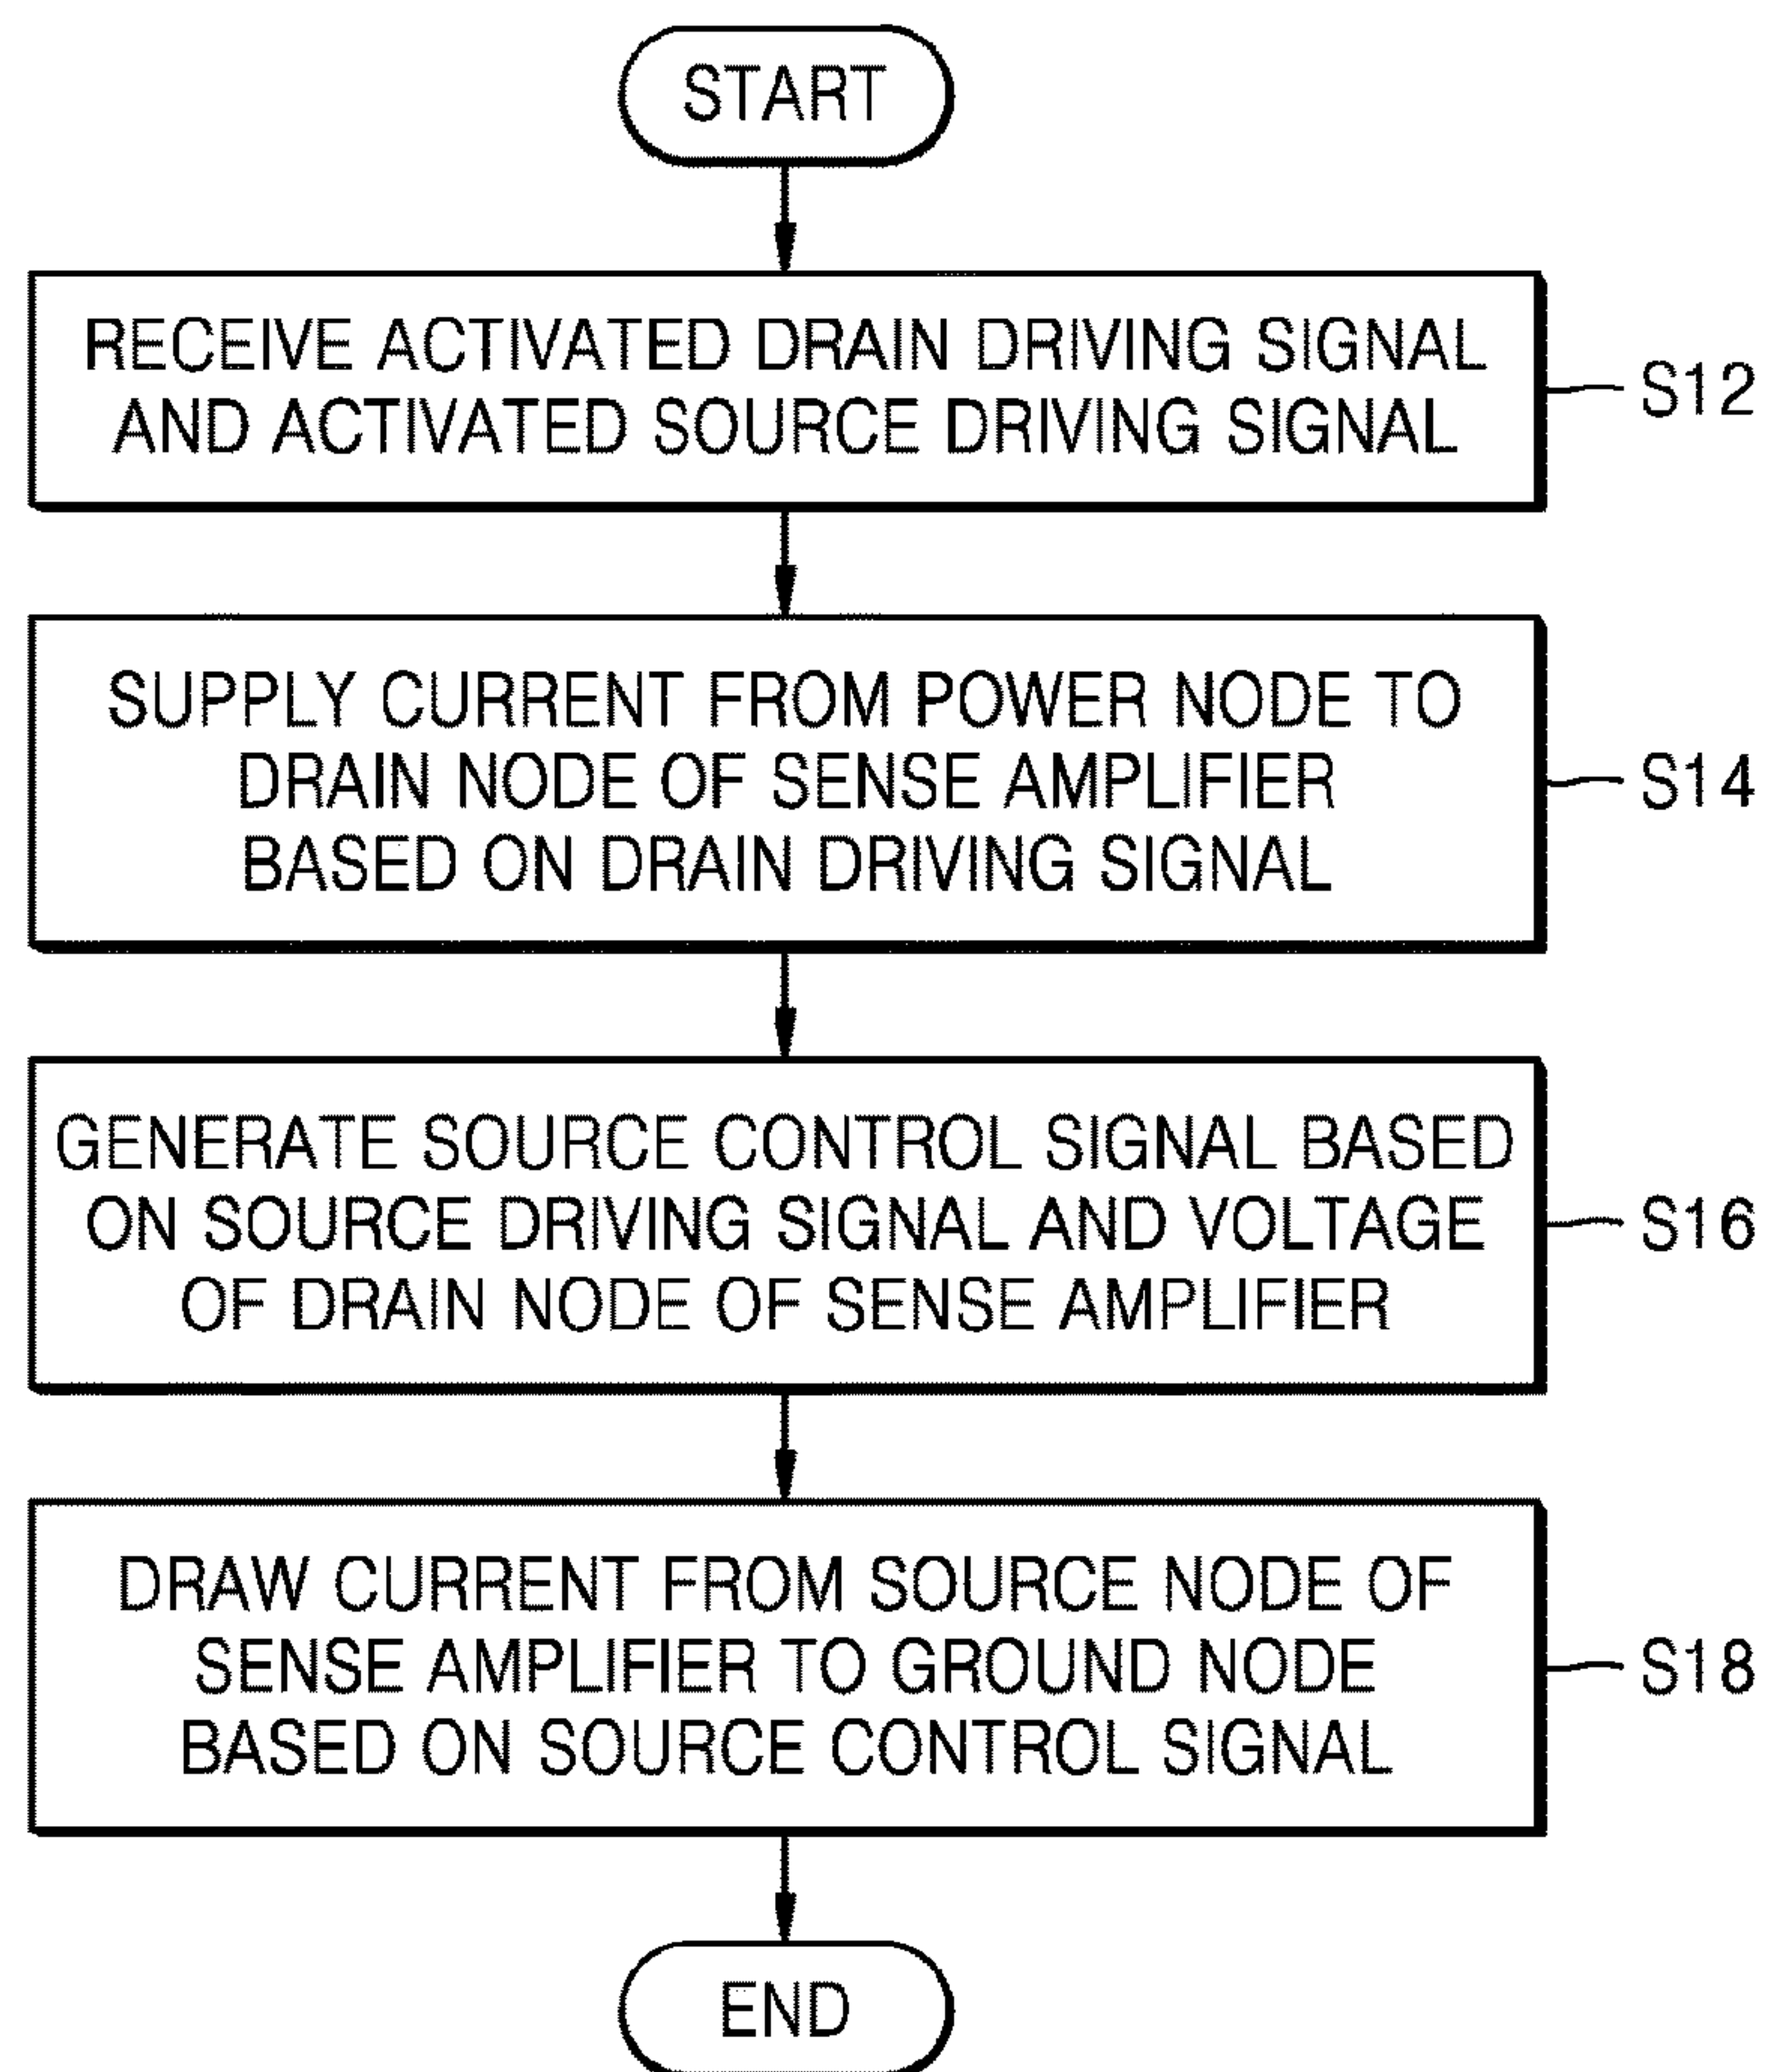 START
RECEIVE ACTIVATED DRAIN DRIVING SIGNAL
AND ACTIVATED SOURCE DRIVING SIGNAL
S12
SUPPLY CURRENT FROM POWER NODE TO
DRAIN NODE OF SENSE AMPLIFIER
BASED ON DRAIN DRIVING SIGNAL
S14
GENERATE SOURCE CONTROL SIGNAL BASED
ON SOURCE DRIVING SIGNAL AND VOLTAGE
OF DRAIN NODE OF SENSE AMPLIFIER
S16
DRAW CURRENT FROM SOURCE NODE OF
SENSE AMPLIFIER TO GROUND NODE
BASED ON SOURCE CONTROL SIGNAL
S18
END